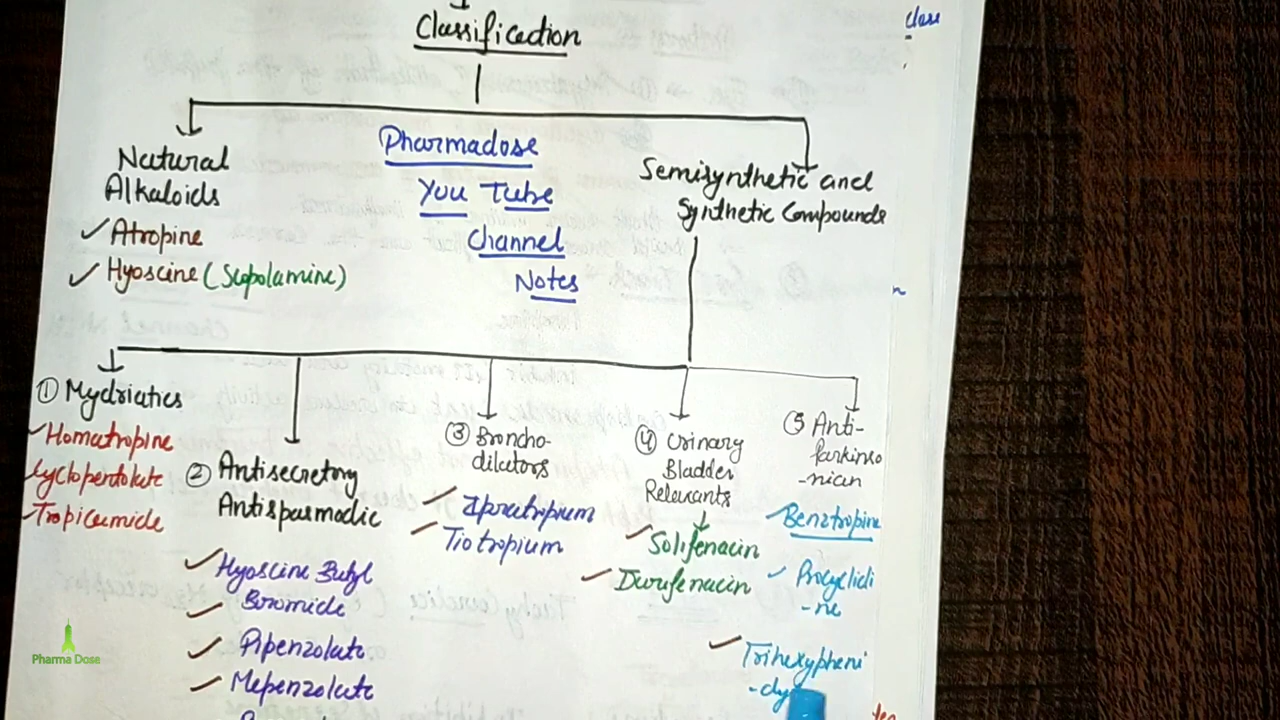 Classification
class
Pharmadose
You Tube
Channel
Notes
Natural
Alkaloids
Atropine
Hyoscine (Scopolamine)
Semisynthetic and
Synthetic Compounds
① Mydriatics
Homatropine
Cyclopentolate
Tropicamide
② Antisecretory
Antispasmodic
Hyoscine Butyl
Bromide
Pipenzolate
Mepenzolate
③ Broncho-
dilators
Ipratropium
Tiotropium
④ Urinary
Bladder
Relaxants
Solifenacin
Darifenacin
⑤ Anti-
parkinso
-nian
Benztropine
Procyclidi
-ne
Trihexypheni
Pharma Dose